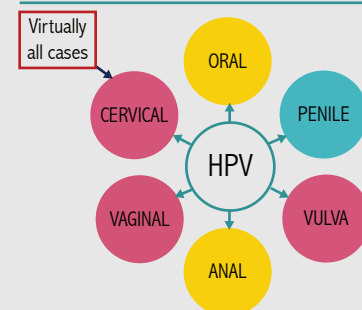 Virtually
all cases
ORAL
CERVICAL
PENILE
HPV
VAGINAL
VULVA
ANAL